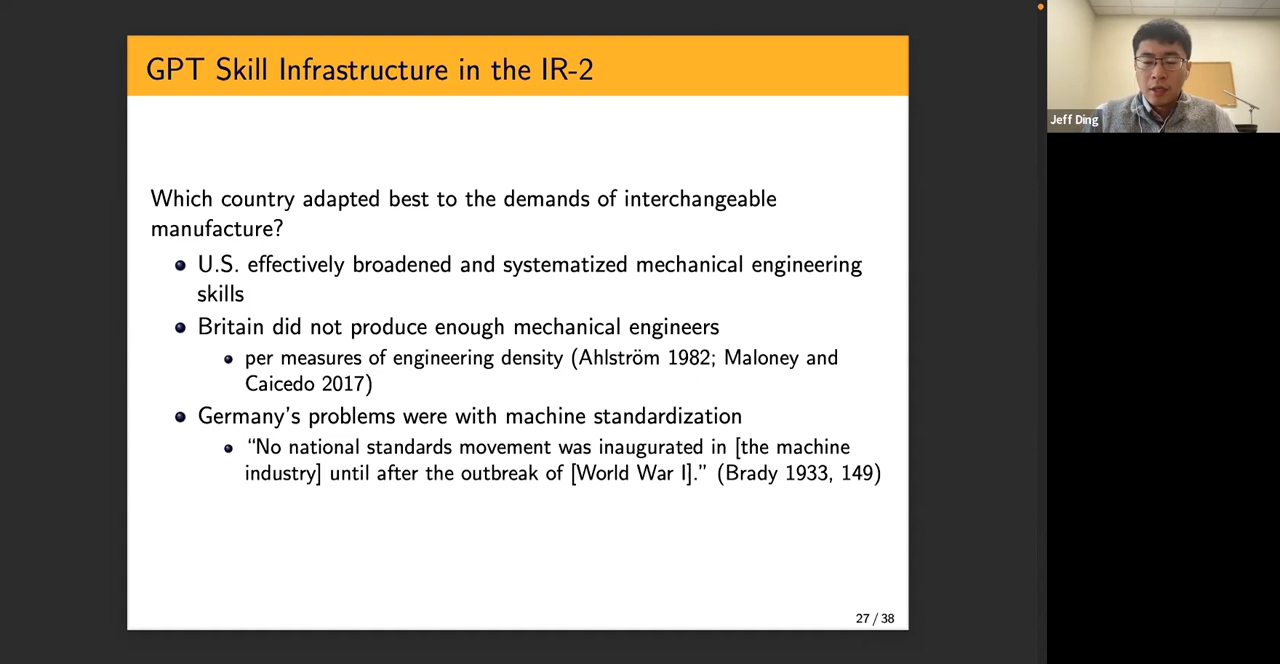 GPT Skill Infrastructure in the IR-2
Which country adapted best to the demands of interchangeable
manufacture?
U.S. effectively broadened and systematized mechanical engineering
skills
Britain did not produce enough mechanical engineers
per measures of engineering density (Ahlström 1982; Maloney and
Caicedo 2017)
Germany's problems were with machine standardization
“No national standards movement was inaugurated in [the machine
industry] until after the outbreak of [World War I].” (Brady 1933, 149)
27 / 38
Jeff Ding